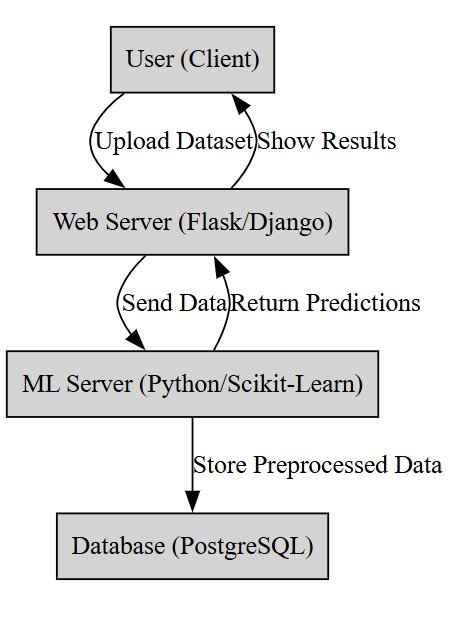 User (Client)
Upload Dataset
Show Results
Web Server (Flask/Django)
Send Data
Return Predictions
ML Server (Python/Scikit-Learn)
Store Preprocessed Data
Database (PostgreSQL)